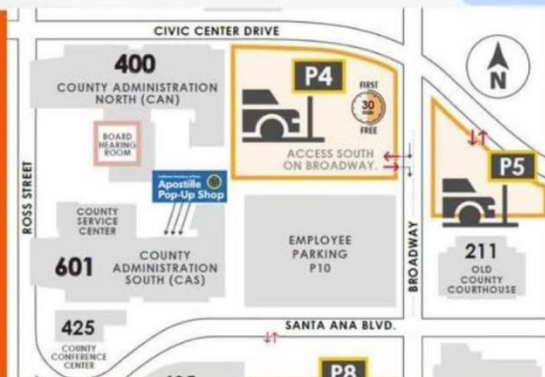 CIVIC CENTER DRIVE
400
COUNTY ADMINISTRATION
NORTH (CAN)
P4
FIRST
30
FREE
N
BOARD
HEARING
ROOM
ACCESS SOUTH
ON BROADWAY.
P5
ROSS STREET
Apostille
Pop-Up Shop
COUNTY
SERVICE
CENTER
601
COUNTY
ADMINISTRATION
SOUTH (CAS)
EMPLOYEE
PARKING
P10
BROADWAY
211
OLD
COUNTY
COURTHOUSE
425
COUNTY
CONFERENCE
CENTER
SANTA ANA BLVD.
P8